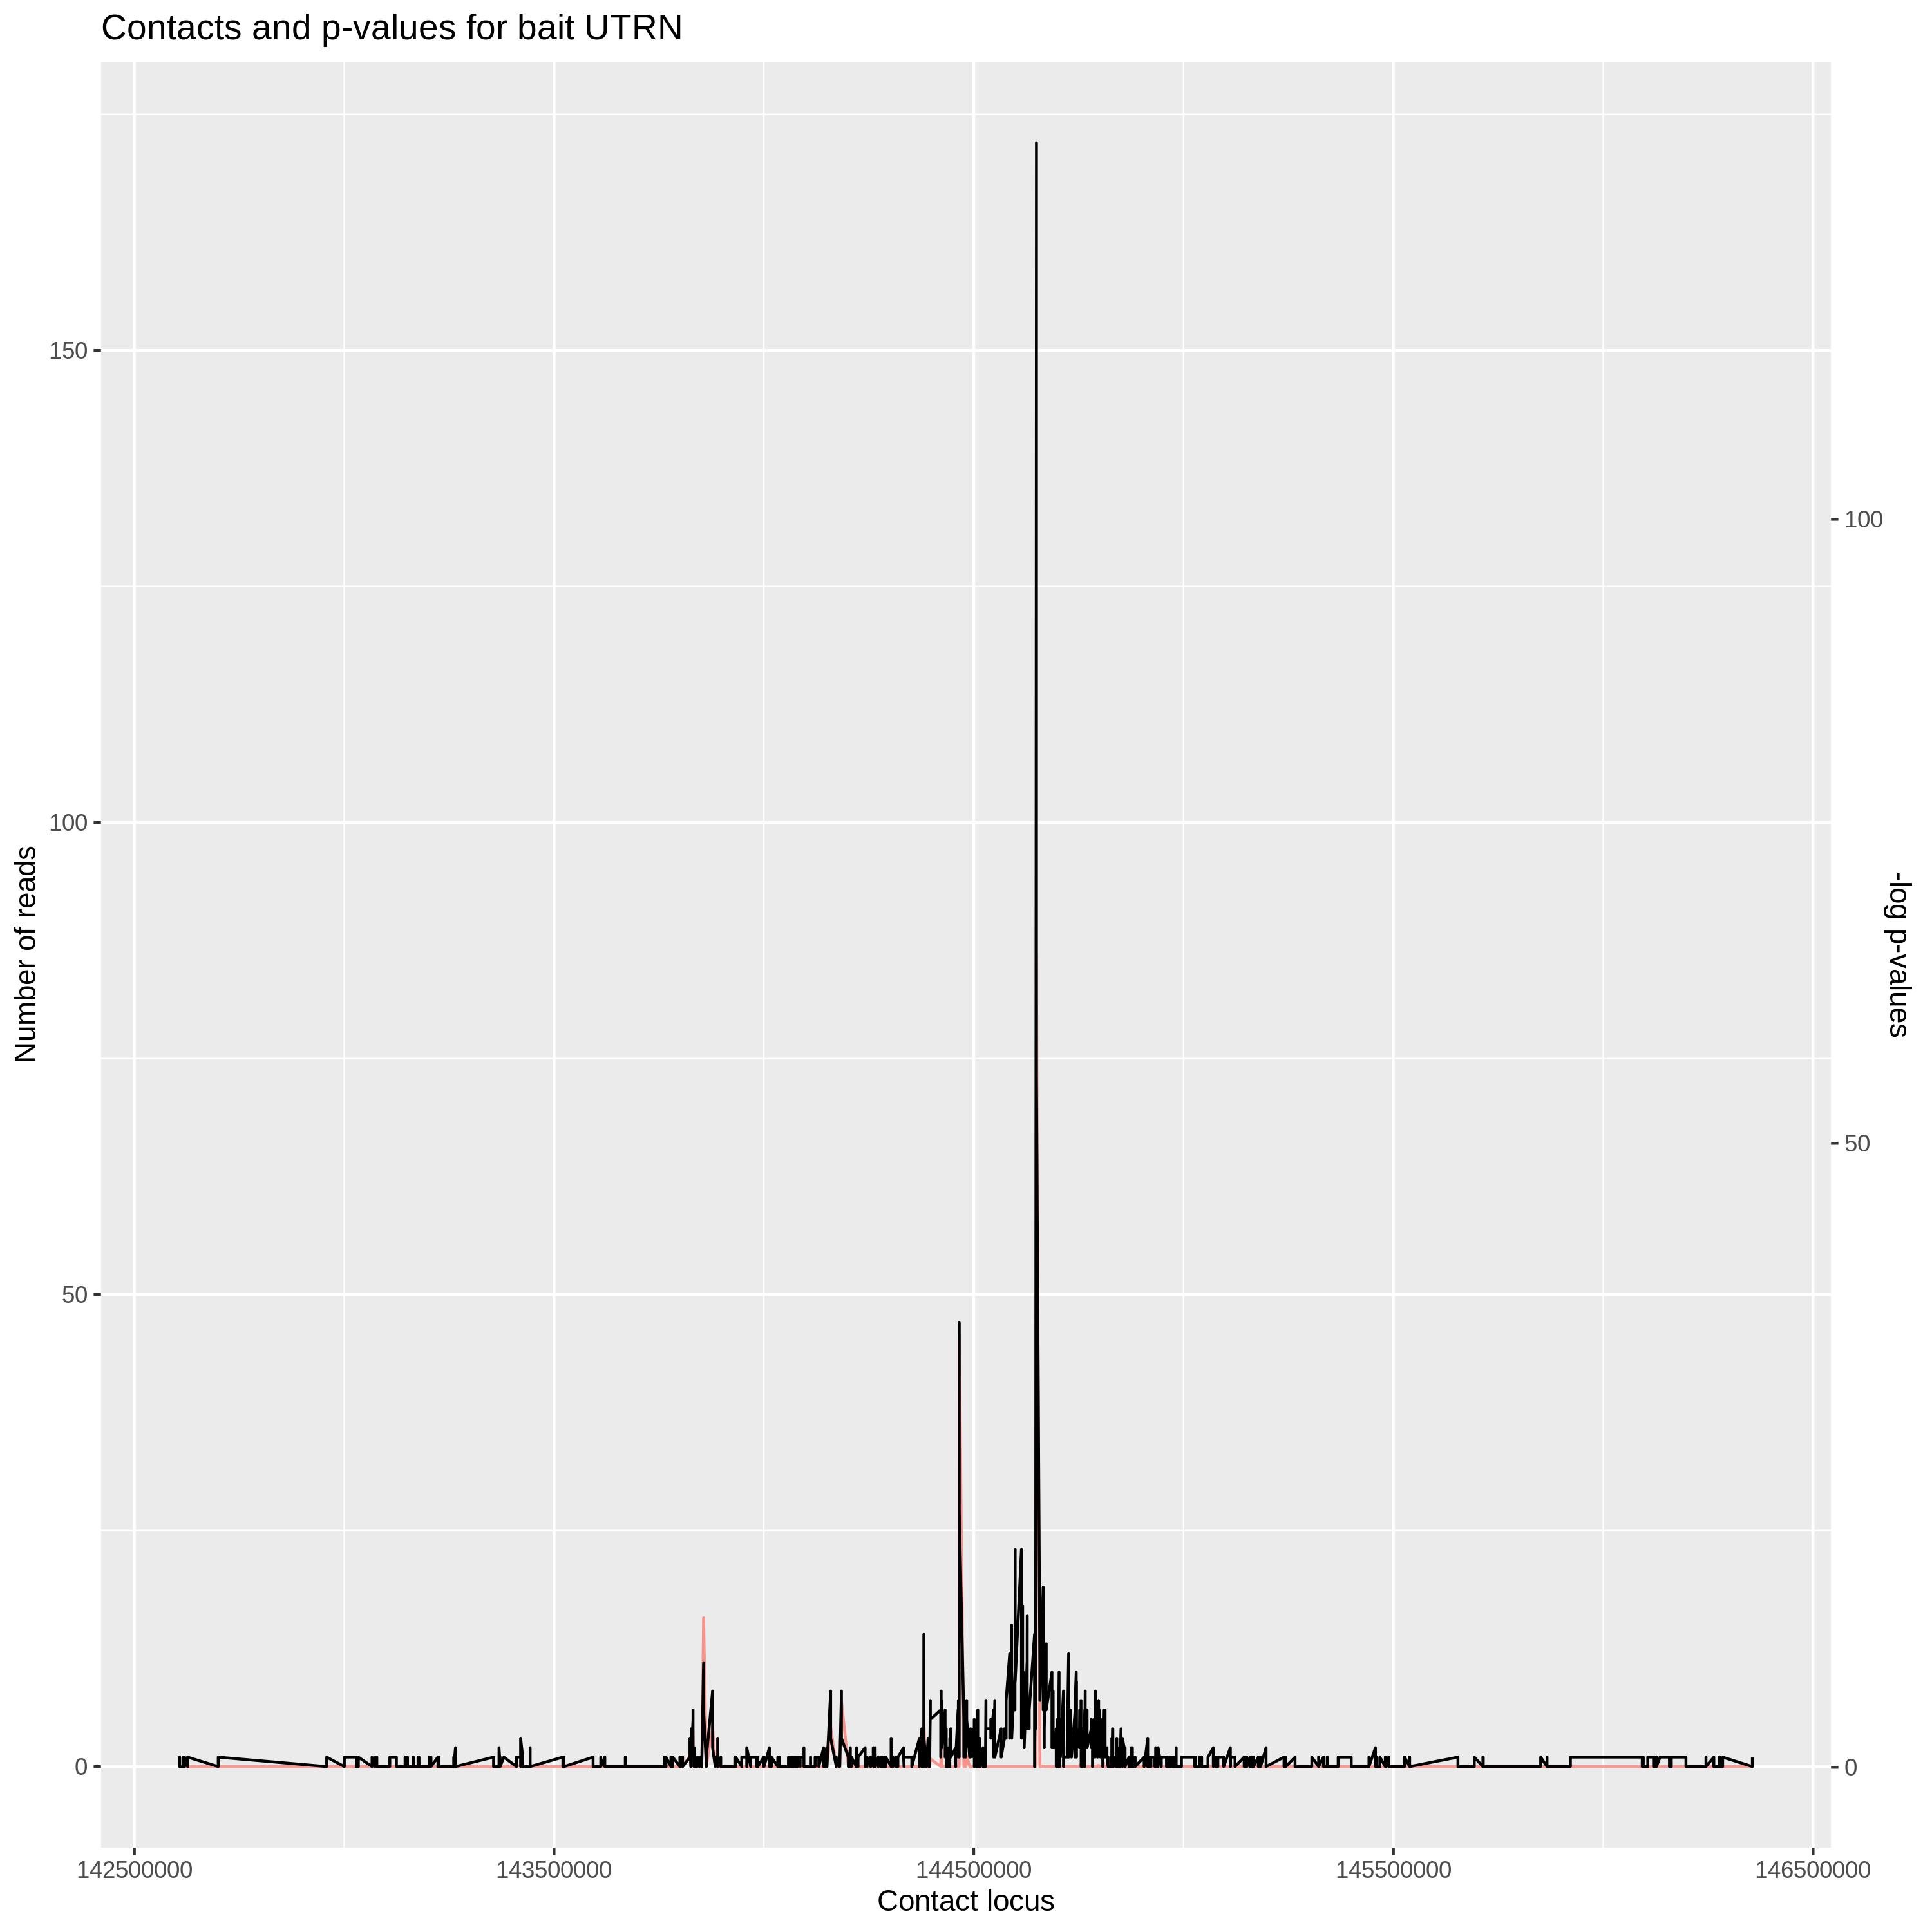 Contacts and p-values for bait UTRN
150
100
50
0
Number of reads
100
50
0
-log p-values
142500000 143500000 144500000 145500000 146500000
Contact locus